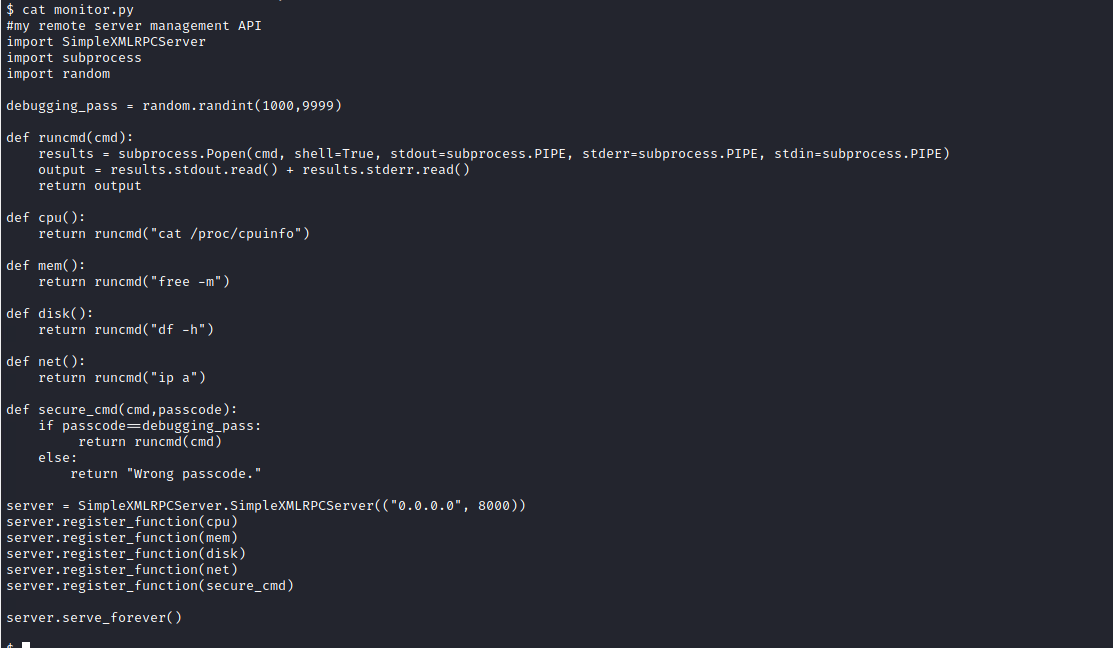 $ cat monitor.py
#my remote server management API
import SimpleXMLRPCServer
import subprocess
import random

debugging_pass = random.randint(1000,9999)

def runcmd(cmd):
    results = subprocess.Popen(cmd, shell=True, stdout=subprocess.PIPE, stderr=subprocess.PIPE, stdin=subprocess.PIPE)
    output = results.stdout.read() + results.stderr.read()
    return output

def cpu():
    return runcmd("cat /proc/cpuinfo")

def mem():
    return runcmd("free -m")

def disk():
    return runcmd("df -h")

def net():
    return runcmd("ip a")

def secure_cmd(cmd,passcode):
    if passcode==debugging_pass:
         return runcmd(cmd)
    else:
        return "Wrong passcode."

server = SimpleXMLRPCServer.SimpleXMLRPCServer(("0.0.0.0", 8000))
server.register_function(cpu)
server.register_function(mem)
server.register_function(disk)
server.register_function(net)
server.register_function(secure_cmd)

server.serve_forever()

$